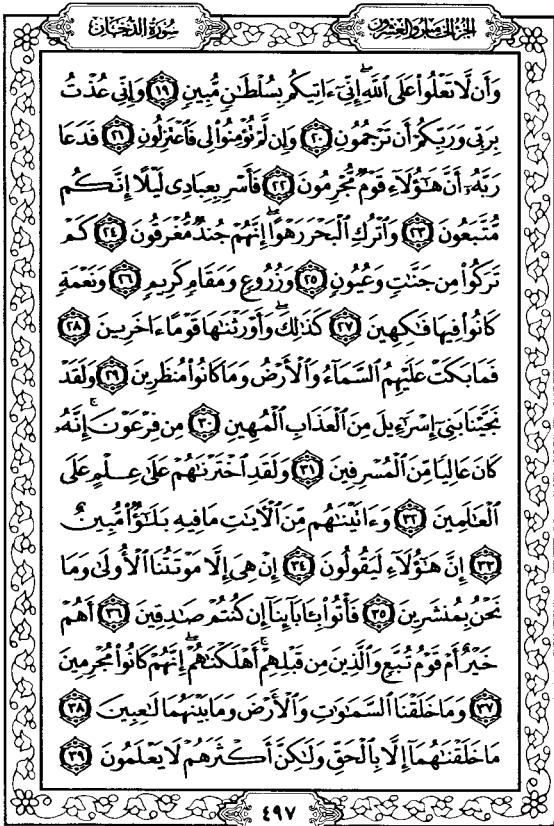 الجزء الخامس والعشرون
سورة الدخان
وَأَن لَّا تَعْلُوا۟ عَلَى ٱللَّهِ ۖ إِنِّىٓ ءَاتِيكُم بِسُلْطَـٰنٍ مُّبِينٍ ﴿١٩﴾ وَإِنِّى عُذْتُ
بِرَبِّى وَرَبِّكُمْ أَن تَرْجُمُونِ ﴿٢٠﴾ وَإِن لَّمْ تُؤْمِنُوا۟ لِى فَٱعْتَزِلُونِ ﴿٢١﴾ فَدَعَا
رَبَّهُۥٓ أَنَّ هَـٰٓؤُلَآءِ قَوْمٌ مُّجْرِمُونَ ﴿٢٢﴾ فَأَسْرِ بِعِبَادِى لَيْلًا إِنَّكُم
مُّتَّبَعُونَ ﴿٢٣﴾ وَٱتْرُكِ ٱلْبَحْرَ رَهْوًا ۖ إِنَّهُمْ جُندٌ مُّغْرَقُونَ ﴿٢٤﴾ كَمْ
تَرَكُوا۟ مِن جَنَّـٰتٍ وَعُيُونٍ ﴿٢٥﴾ وَزُرُوعٍ وَمَقَامٍ كَرِيمٍ ﴿٢٦﴾ وَنَعْمَةٍ
كَانُوا۟ فِيهَا فَـٰكِهِينَ ﴿٢٧﴾ كَذَٰلِكَ ۖ وَأَوْرَثْنَـٰهَا قَوْمًا ءَاخَرِينَ ﴿٢٨﴾
فَمَا بَكَتْ عَلَيْهِمُ ٱلسَّمَآءُ وَٱلْأَرْضُ وَمَا كَانُوا۟ مُنظَرِينَ ﴿٢٩﴾ وَلَقَدْ
نَجَّيْنَا بَنِىٓ إِسْرَٰٓءِيلَ مِنَ ٱلْعَذَابِ ٱلْمُهِينِ ﴿٣٠﴾ مِن فِرْعَوْنَ ۚ إِنَّهُۥ
كَانَ عَالِيًا مِّنَ ٱلْمُسْرِفِينَ ﴿٣١﴾ وَلَقَدِ ٱخْتَرْنَـٰهُمْ عَلَىٰ عِلْمٍ عَلَى
ٱلْعَـٰلَمِينَ ﴿٣٢﴾ وَءَاتَيْنَـٰهُم مِّنَ ٱلْـَٔايَـٰتِ مَا فِيهِ بَلَـٰٓؤٌا۟ مُّبِينٌ
﴿٣٣﴾ إِنَّ هَـٰٓؤُلَآءِ لَيَقُولُونَ ﴿٣٤﴾ إِنْ هِىَ إِلَّا مَوْتَتُنَا ٱلْأُولَىٰ وَمَا
نَحْنُ بِمُنشَرِينَ ﴿٣٥﴾ فَأْتُوا۟ بِـَٔابَآئِنَآ إِن كُنتُمْ صَـٰدِقِينَ ﴿٣٦﴾ أَهُمْ
خَيْرٌ أَمْ قَوْمُ تُبَّعٍ وَٱلَّذِينَ مِن قَبْلِهِمْ ۚ أَهْلَكْنَـٰهُمْ ۖ إِنَّهُمْ كَانُوا۟ مُجْرِمِينَ
﴿٣٧﴾ وَمَا خَلَقْنَا ٱلسَّمَـٰوَٰتِ وَٱلْأَرْضَ وَمَا بَيْنَهُمَا لَـٰعِبِينَ ﴿٣٨﴾
مَا خَلَقْنَـٰهُمَآ إِلَّا بِٱلْحَقِّ وَلَـٰكِنَّ أَكْثَرَهُمْ لَا يَعْلَمُونَ ﴿٣٩﴾
٤٩٧